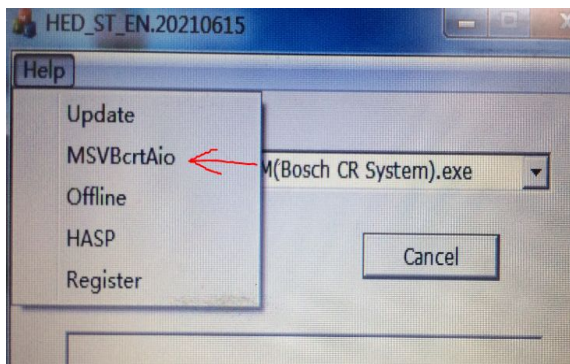 HED_ST_EN.20210615
Help
Update
MSVBcrtAio
M(Bosch CR System).exe
Offline
HASP
Cancel
Register